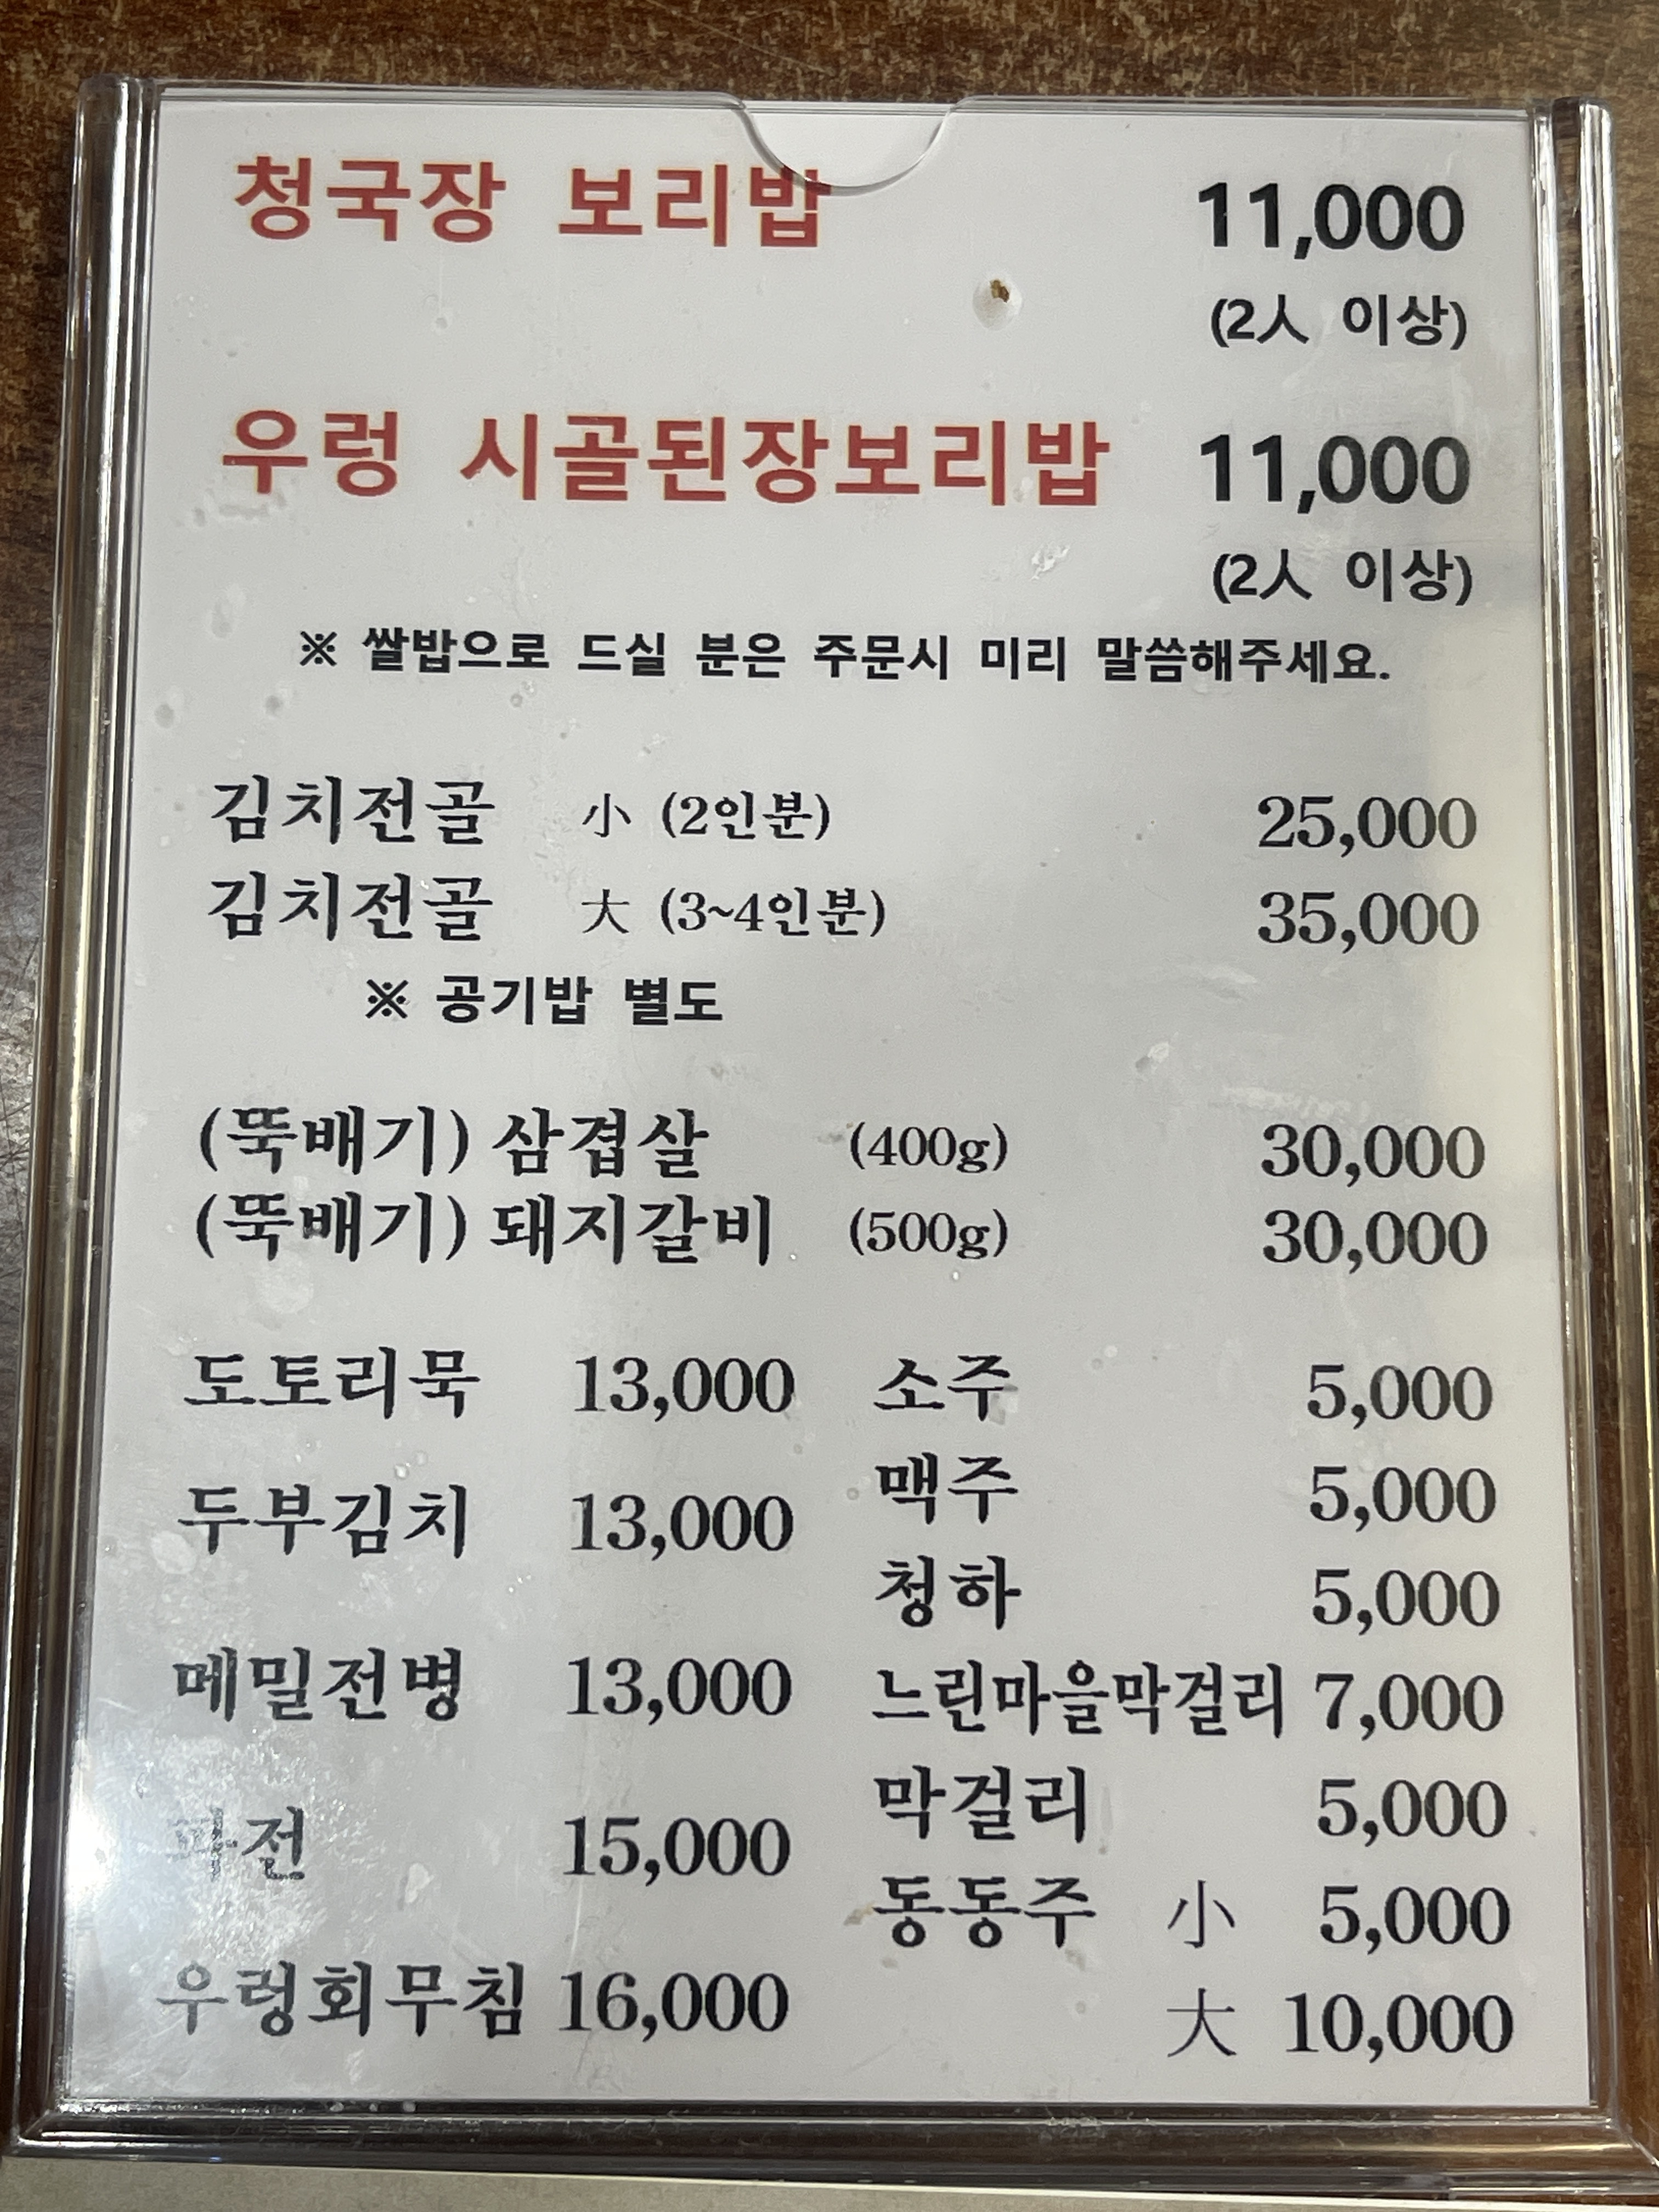 청국장 보리밥 11,000
(2人 이상)
우렁 시골된장보리밥 11,000
(2人 이상)
※ 쌀밥으로 드실 분은 주문시 미리 말씀해주세요.
김치전골 小 (2인분) 25,000
김치전골 大 (3~4인분) 35,000
※ 공기밥 별도
(뚝배기) 삼겹살 (400g) 30,000
(뚝배기) 돼지갈비 (500g) 30,000
도토리묵 13,000
두부김치 13,000
메밀전병 13,000
파전 15,000
우렁회무침 16,000
소주 5,000
맥주 5,000
청하 5,000
느린마을막걸리 7,000
막걸리 5,000
동동주 小 5,000
大 10,000